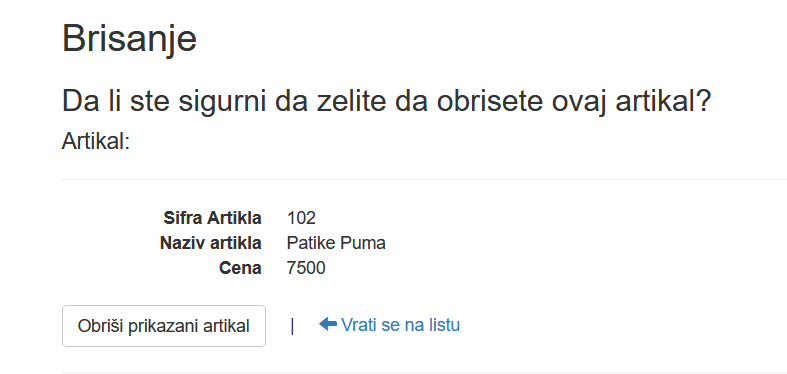 Brisanje
Da li ste sigurni da zelite da obrisete ovaj artikal?
Artikal:
Sifra Artikla 102
Naziv artikla Patike Puma
Cena 7500
Obriši prikazani artikal | Vrati se na listu